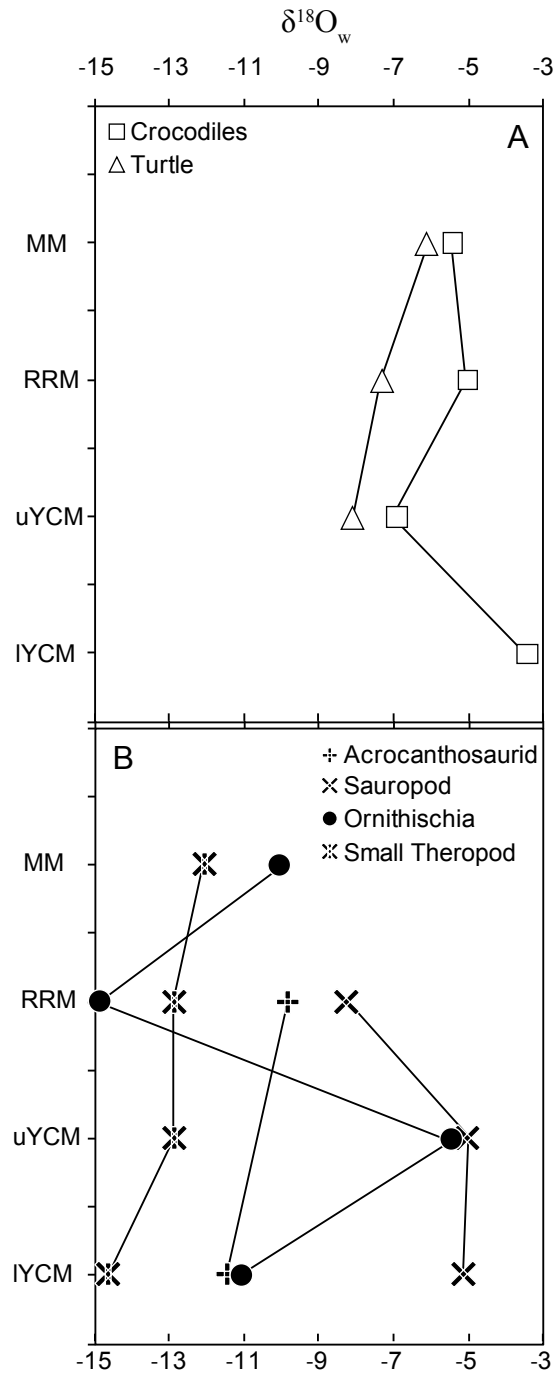 δ18Ow
-15 -13 -11 -9 -7 -5 -3
Crocodiles
A
Turtle
MM
RRM
uYCM
lYCM
B
Acrocanthosaurid
Sauropod
Ornithischia
Small Theropod
MM
RRM
uYCM
lYCM
-15 -13 -11 -9 -7 -5 -3